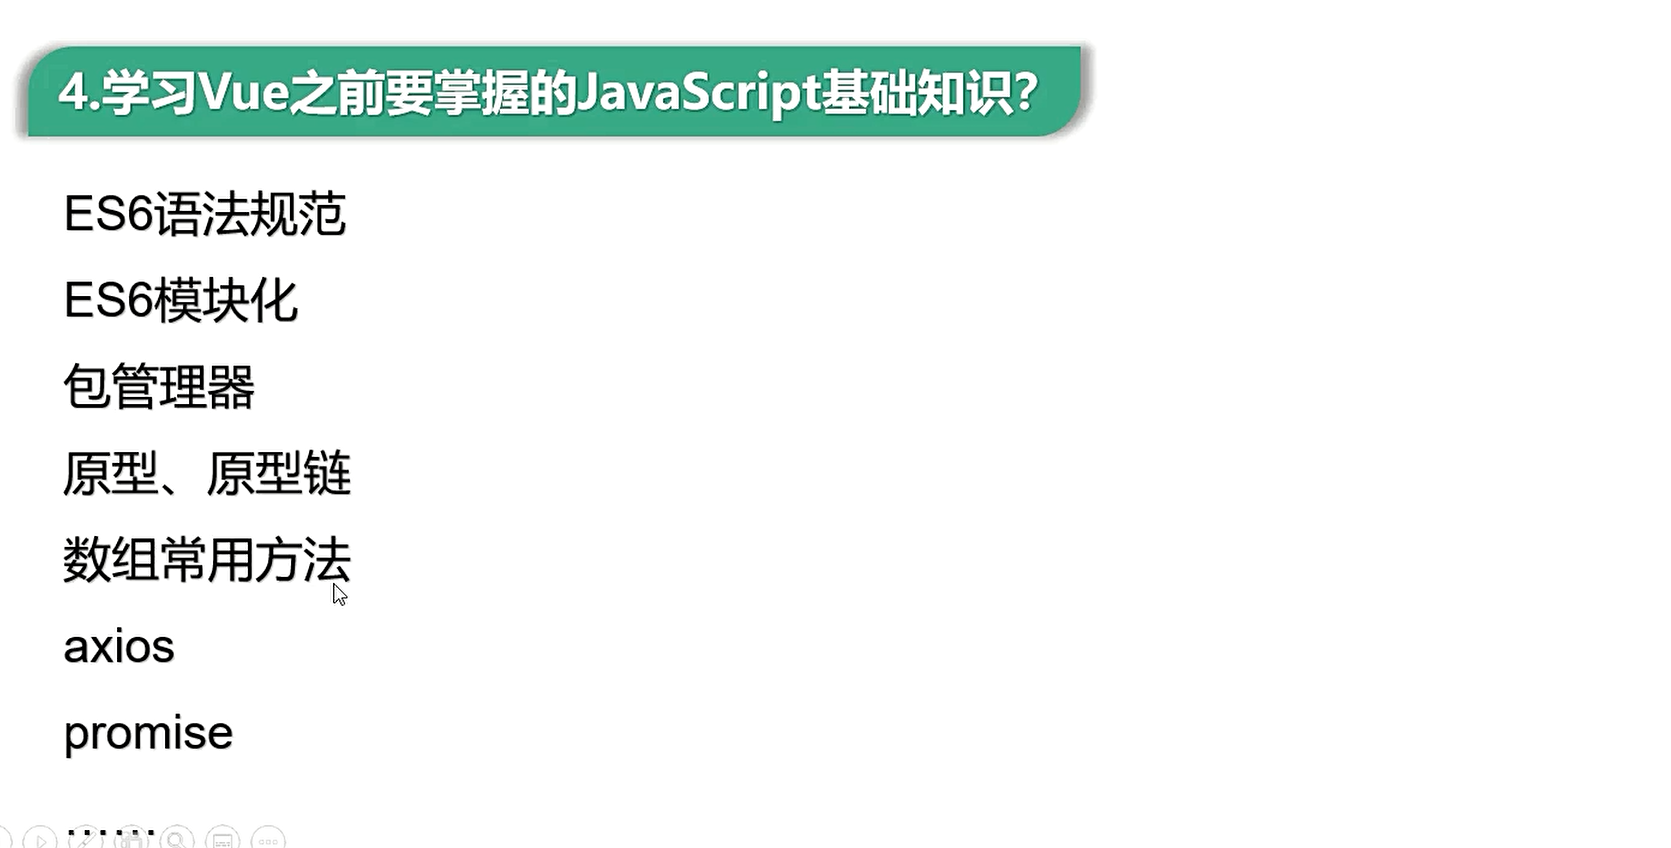 4.学习Vue之前要掌握的JavaScript基础知识?
ES6语法规范
ES6模块化
包管理器
原型、原型链
数组常用方法
axios
promise
……